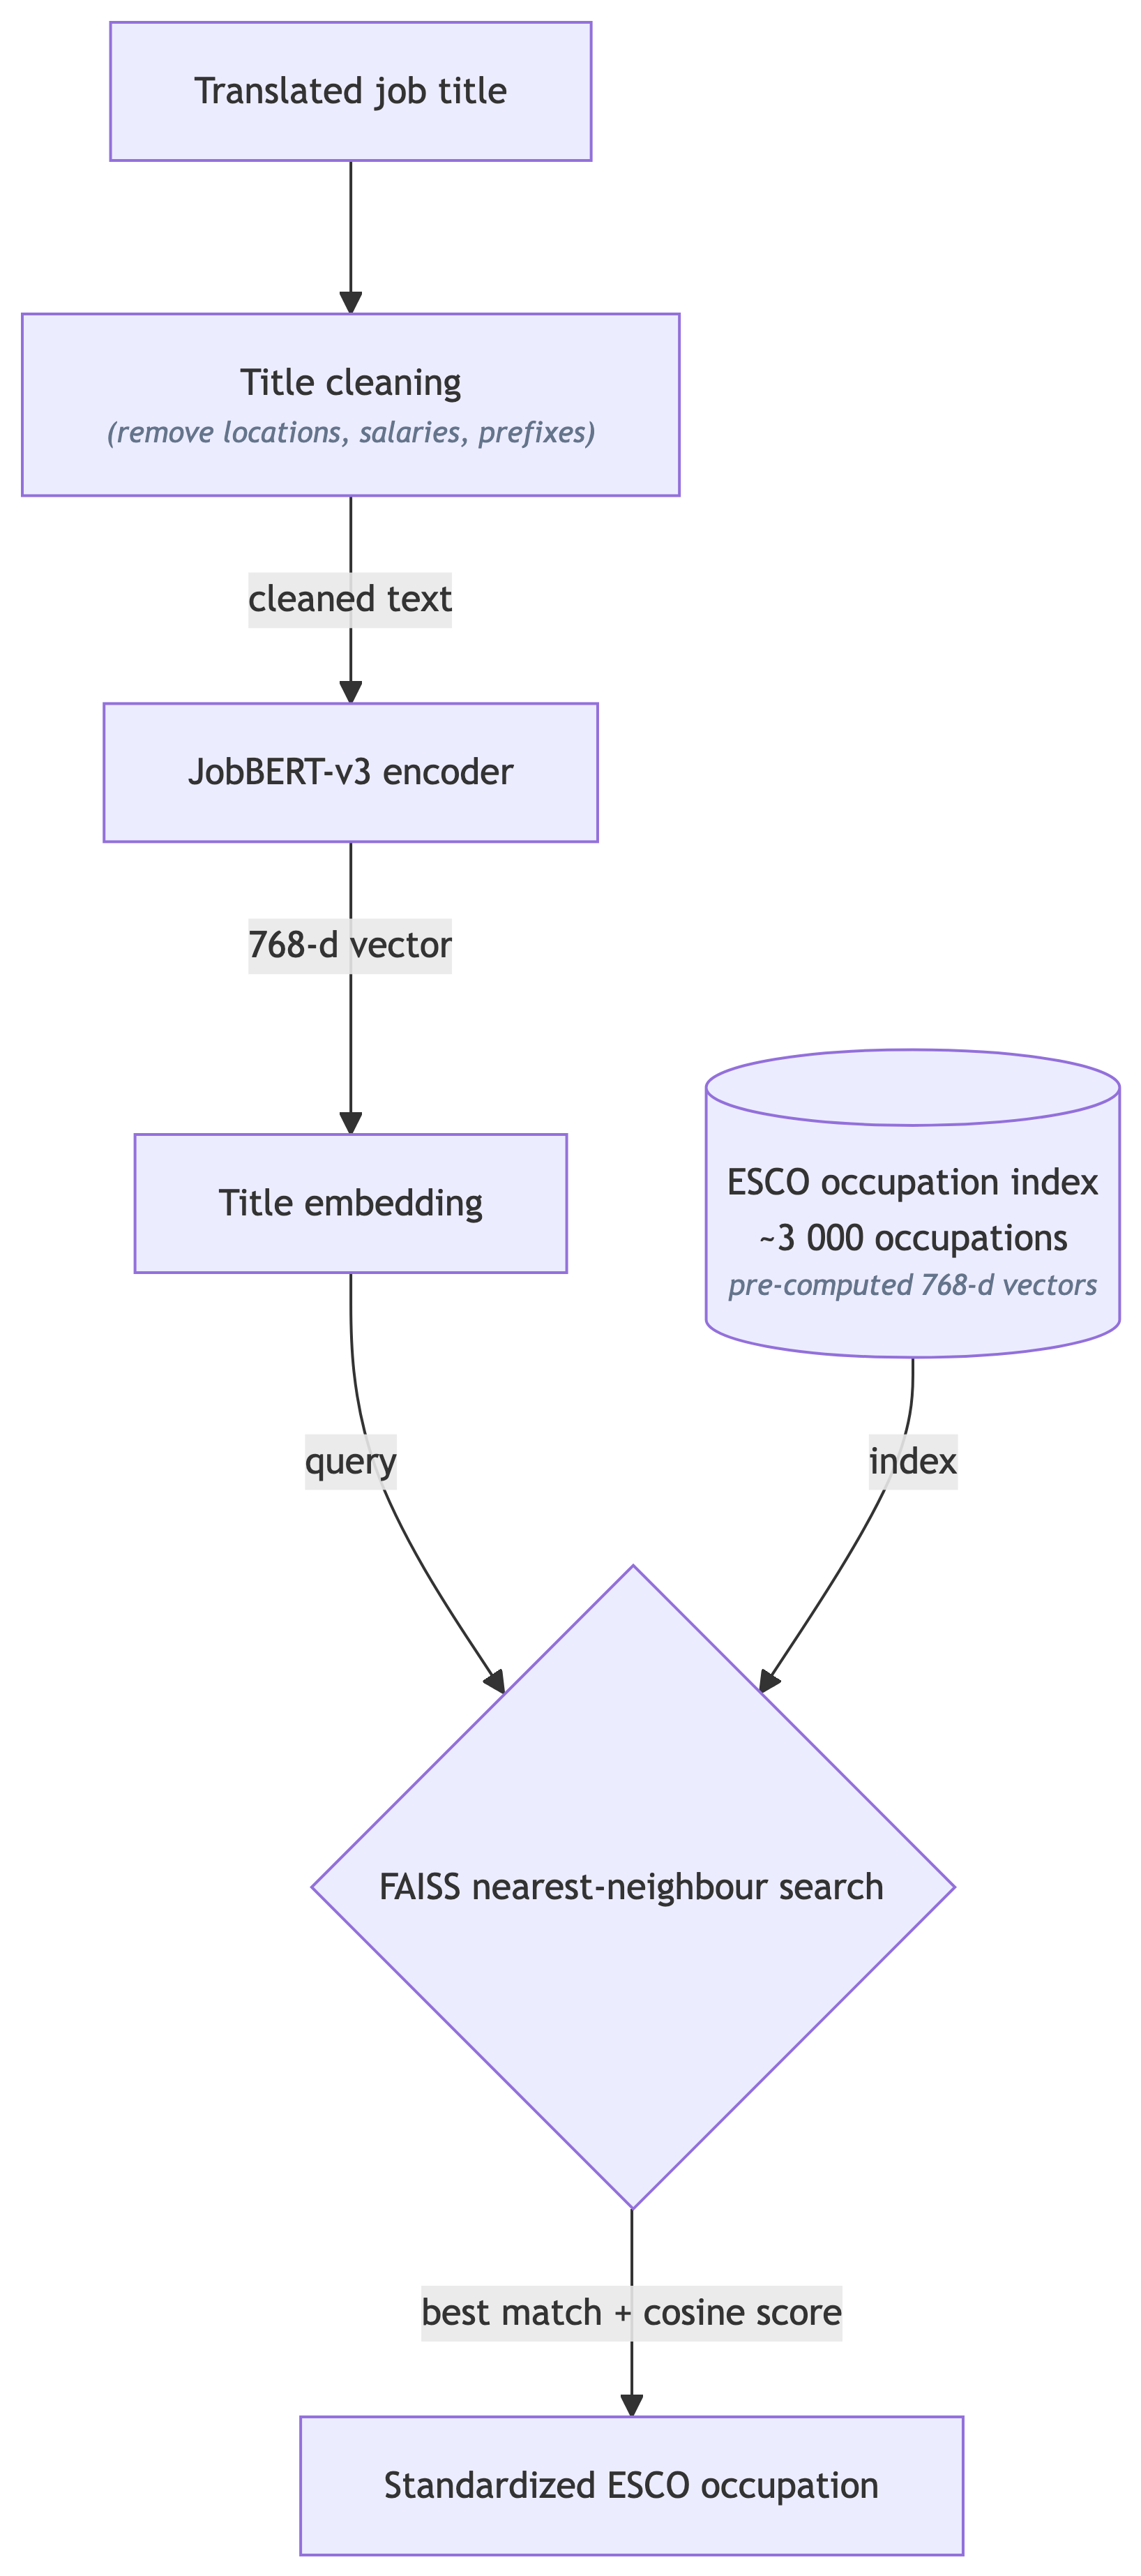 Translated job title
Title cleaning
(remove locations, salaries, prefixes)
cleaned text
JobBERT-v3 encoder
768-d vector
Title embedding
ESCO occupation index
~3 000 occupations
pre-computed 768-d vectors
query
index
FAISS nearest-neighbour search
best match + cosine score
Standardized ESCO occupation